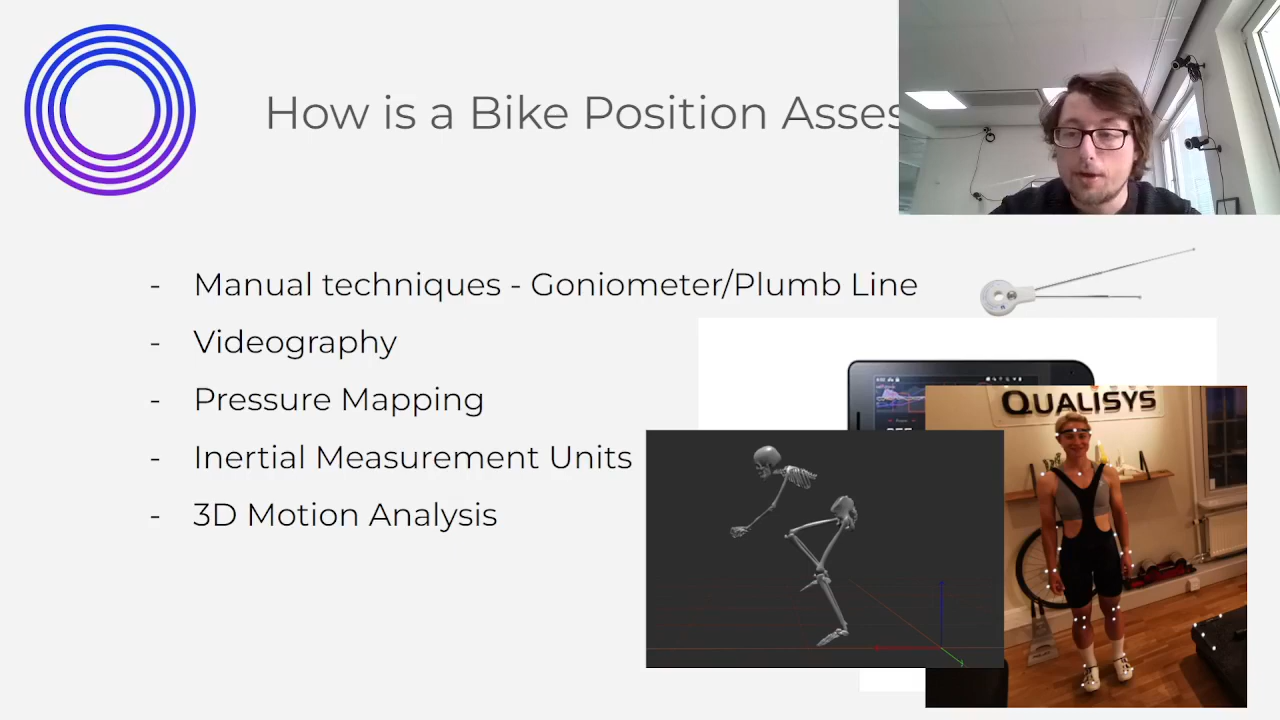 How is a Bike Position Asses
- Manual techniques - Goniometer/Plumb Line
- Videography
- Pressure Mapping
- Inertial Measurement Units
- 3D Motion Analysis
QUALISYS